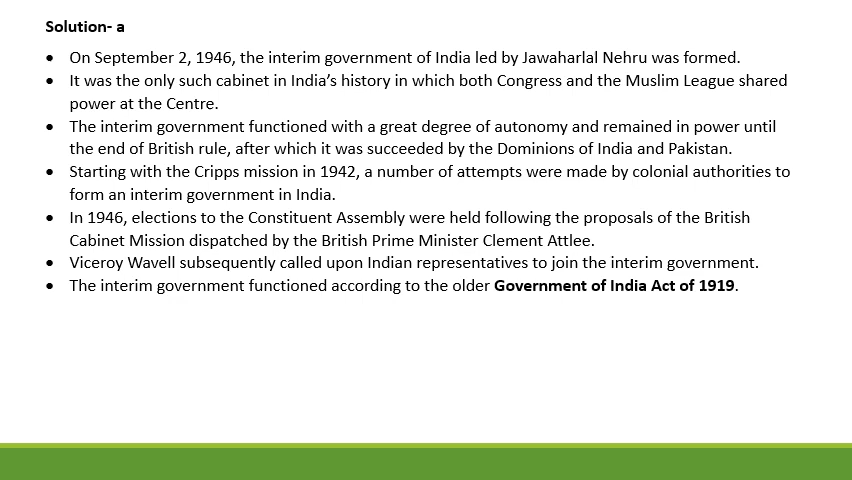 Solution- a
• On September 2, 1946, the interim government of India led by Jawaharlal Nehru was formed.
• It was the only such cabinet in India’s history in which both Congress and the Muslim League shared
power at the Centre.
• The interim government functioned with a great degree of autonomy and remained in power until
the end of British rule, after which it was succeeded by the Dominions of India and Pakistan.
• Starting with the Cripps mission in 1942, a number of attempts were made by colonial authorities to
form an interim government in India.
• In 1946, elections to the Constituent Assembly were held following the proposals of the British
Cabinet Mission dispatched by the British Prime Minister Clement Attlee.
• Viceroy Wavell subsequently called upon Indian representatives to join the interim government.
• The interim government functioned according to the older Government of India Act of 1919.